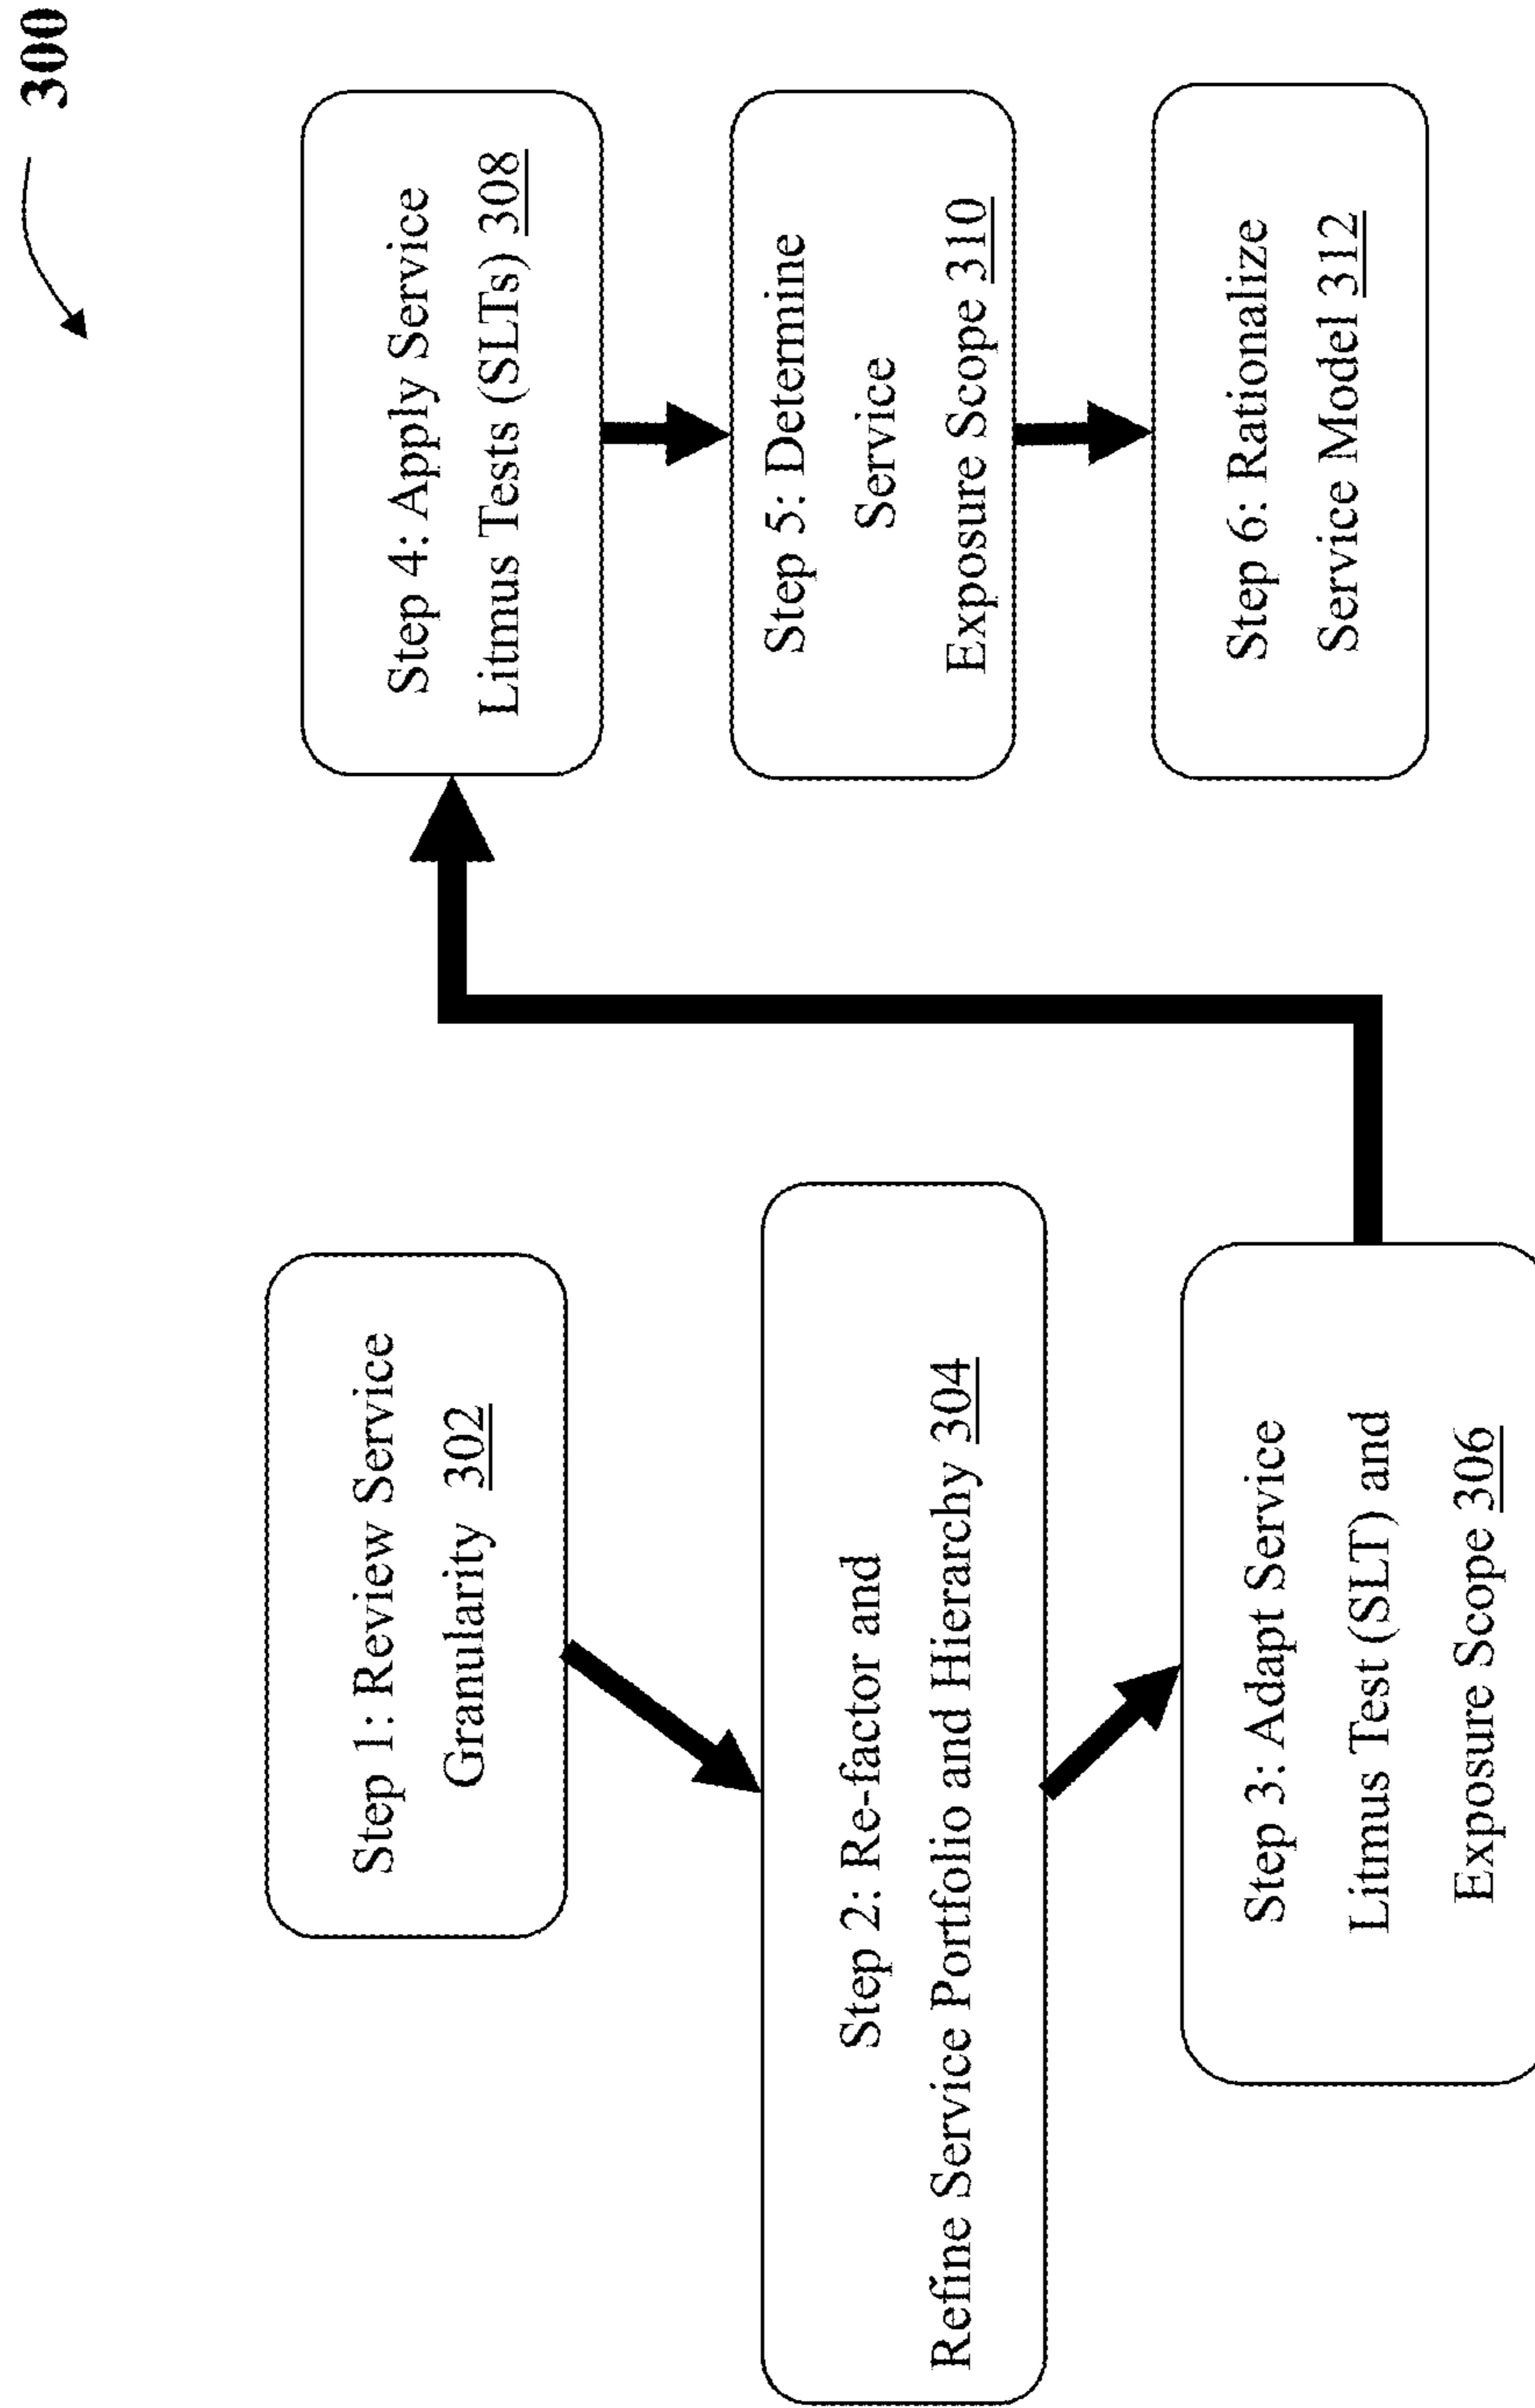 300
Step 1: Review Service
Granularity 302
Step 2: Re-factor and
Refine Service Portfolio and Hierarchy 304
Step 3: Adapt Service
Litmus Test (SLT) and
Exposure Scope 306
Step 4: Apply Service
Litmus Tests (SLTs) 308
Step 5: Determine
Service
Exposure Scope 310
Step 6: Rationalize
Service Model 312